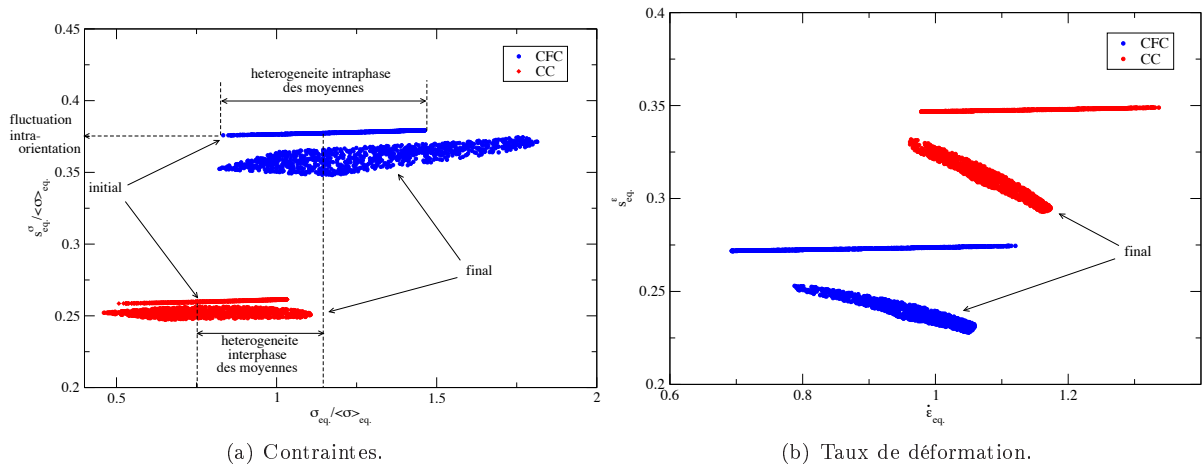 0.45
0.4
0.35
0.3
0.25
0.2
0.5
1
1.5
2
fluctuation
intra-
orientation
s^σ_eq./<σ>_eq.
σ_eq./<σ>_eq.
CFC
CC
heterogeneite intraphase
des moyennes
initial
final
heterogeneite
interphase
des moyennes
(a) Contraintes.
0.4
0.35
0.3
0.25
0.2
0.6
0.8
1
1.2
s^ε_eq.
ε̇_eq.
CFC
CC
final
(b) Taux de déformation.